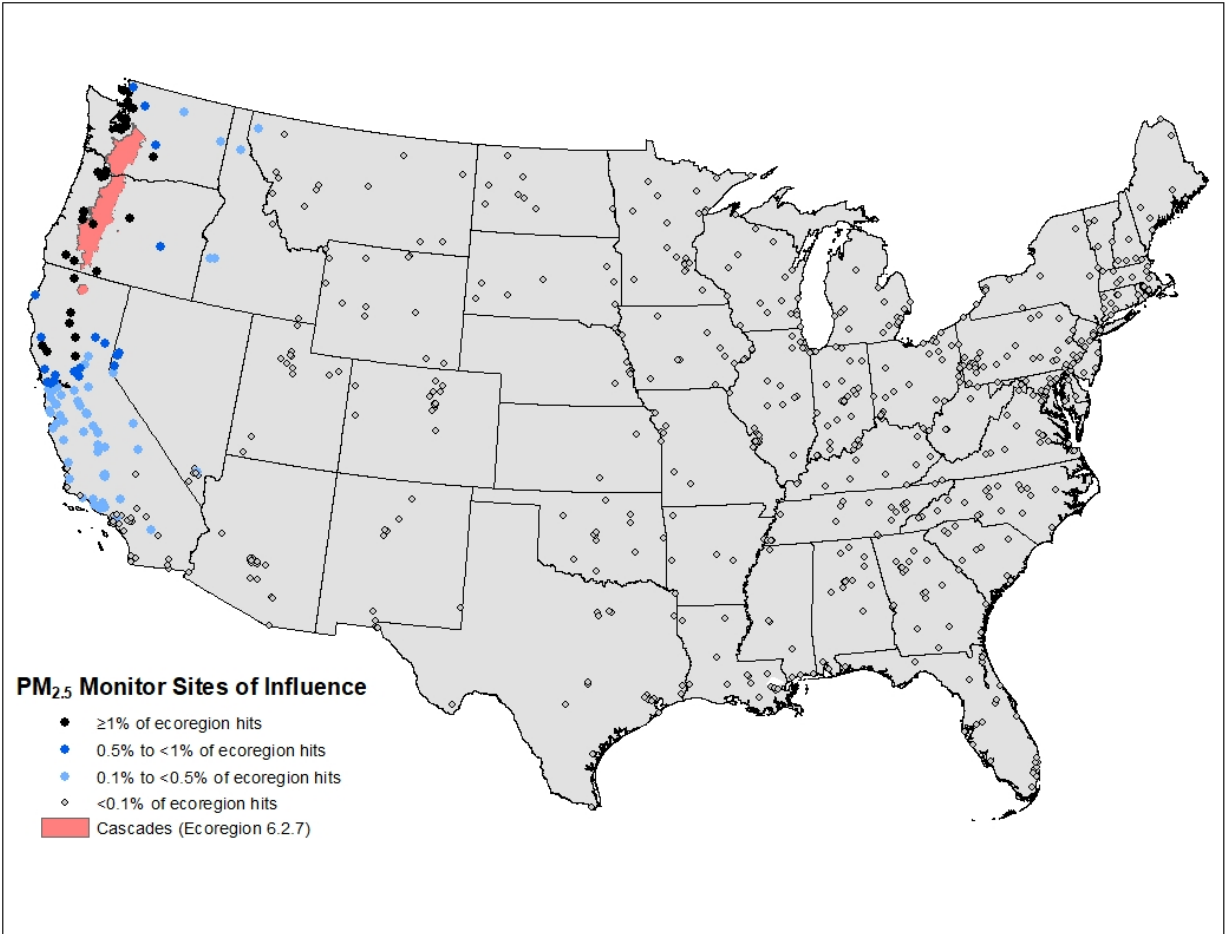 PM2.5 Monitor Sites of Influence
≥1% of ecoregion hits
0.5% to <1% of ecoregion hits
0.1% to <0.5% of ecoregion hits
<0.1% of ecoregion hits
Cascades (Ecoregion 6.2.7)